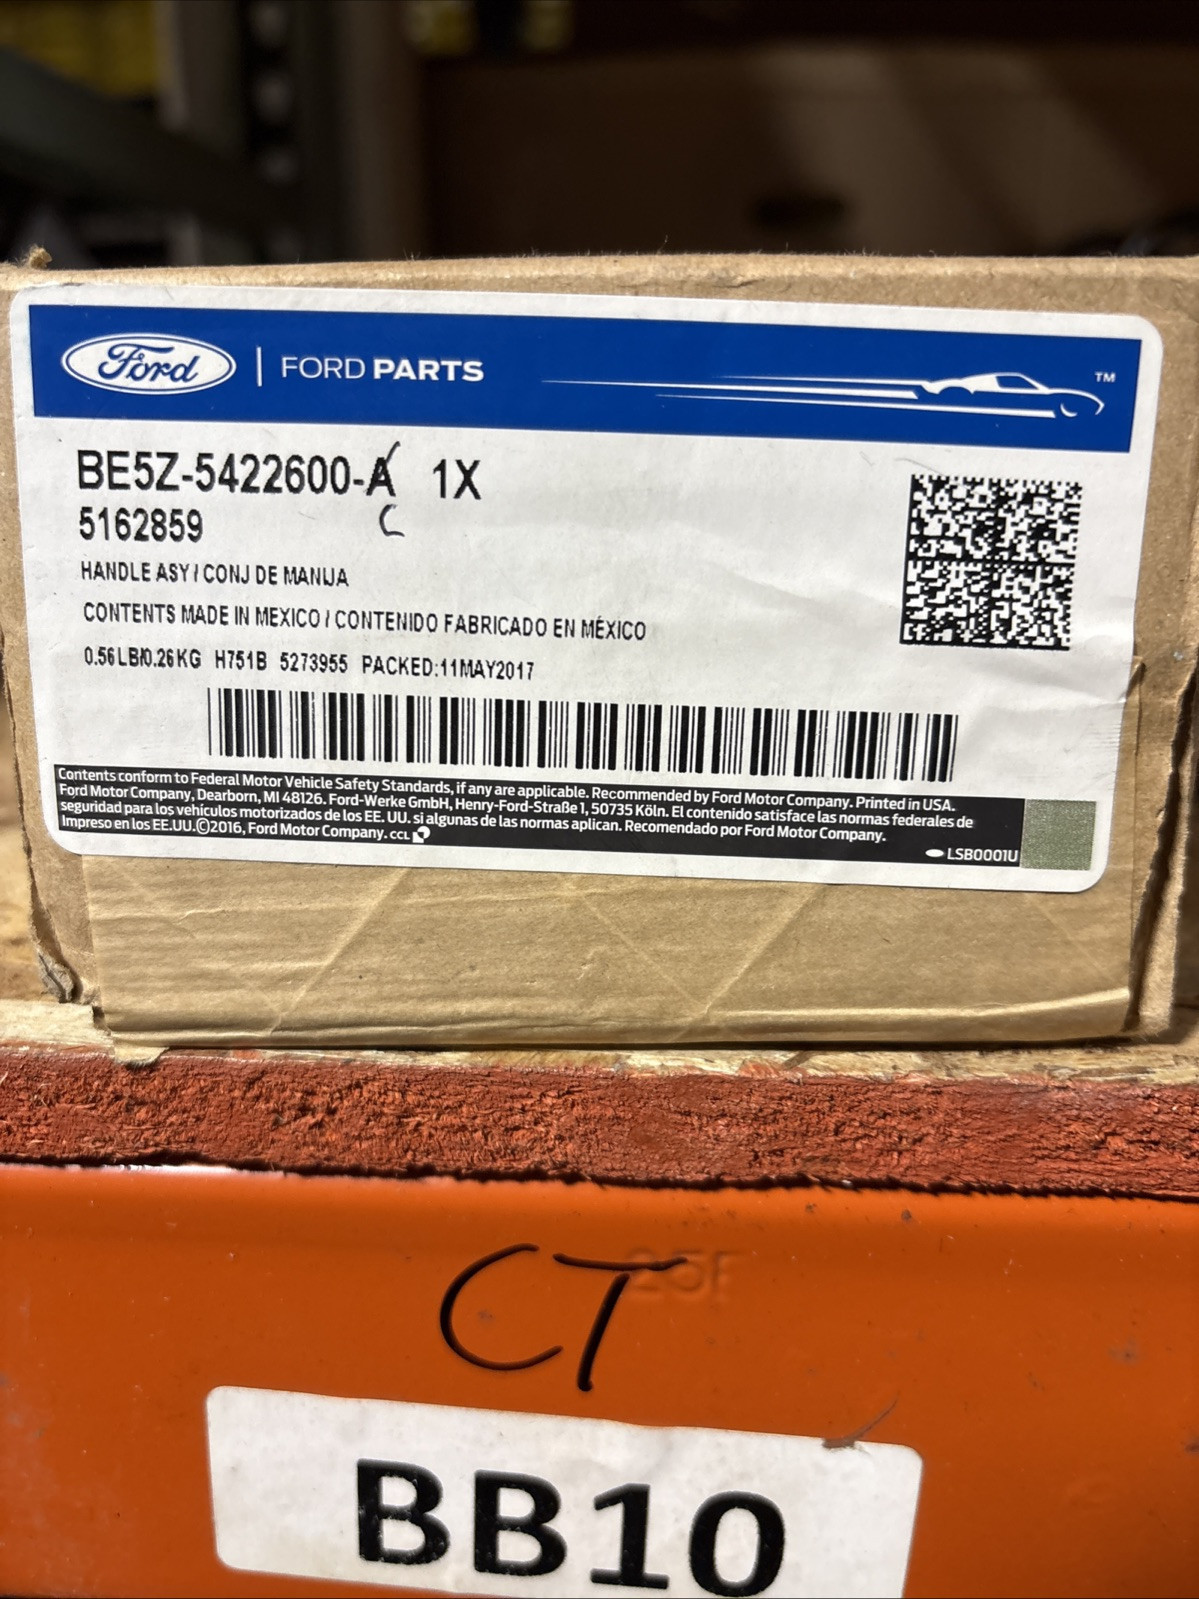 Ford | FORD PARTS
TM
BE5Z-5422600-A 1X
C
5162859
HANDLE ASY / CONJ DE MANIJA
CONTENTS MADE IN MEXICO / CONTENIDO FABRICADO EN MÉXICO
0.56 LB/0.26 KG H751B 5273955 PACKED:11MAY2017
Contents conform to Federal Motor Vehicle Safety Standards, if any are applicable. Recommended by Ford Motor Company. Printed in USA.
Ford Motor Company, Dearborn, MI 48126. Ford-Werke GmbH, Henry-Ford-Straße 1, 50735 Köln. El contenido satisface las normas federales de
seguridad para los vehículos motorizados de los EE. UU. si algunas de las normas aplican. Recomendado por Ford Motor Company.
Impreso en los EE.UU.©2016, Ford Motor Company. CCL
LSB0001U
CT
BB10